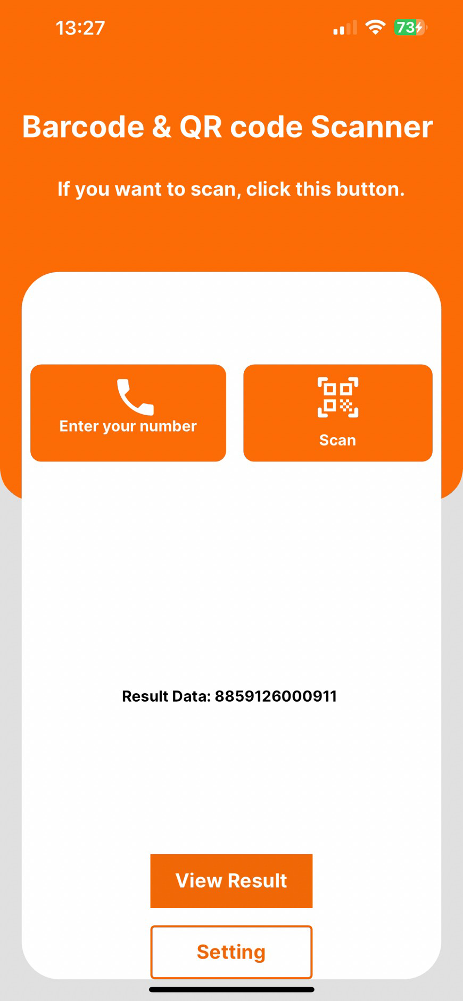 13:27
73
Barcode & QR code Scanner
If you want to scan, click this button.
Enter your number
Scan
Result Data: 8859126000911
View Result
Setting